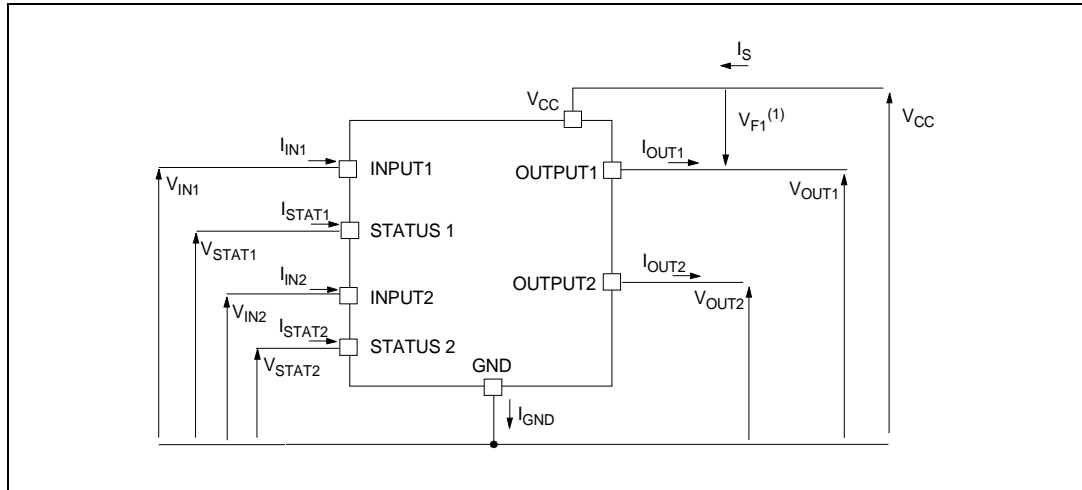 I_S
V_CC
V_F1^(1)
V_CC
I_IN1
I_OUT1
INPUT1
OUTPUT1
V_IN1
V_OUT1
I_STAT1
STATUS 1
V_STAT1
I_OUT2
I_IN2
OUTPUT2
INPUT2
V_OUT2
V_IN2
I_STAT2
STATUS 2
V_STAT2
GND
I_GND